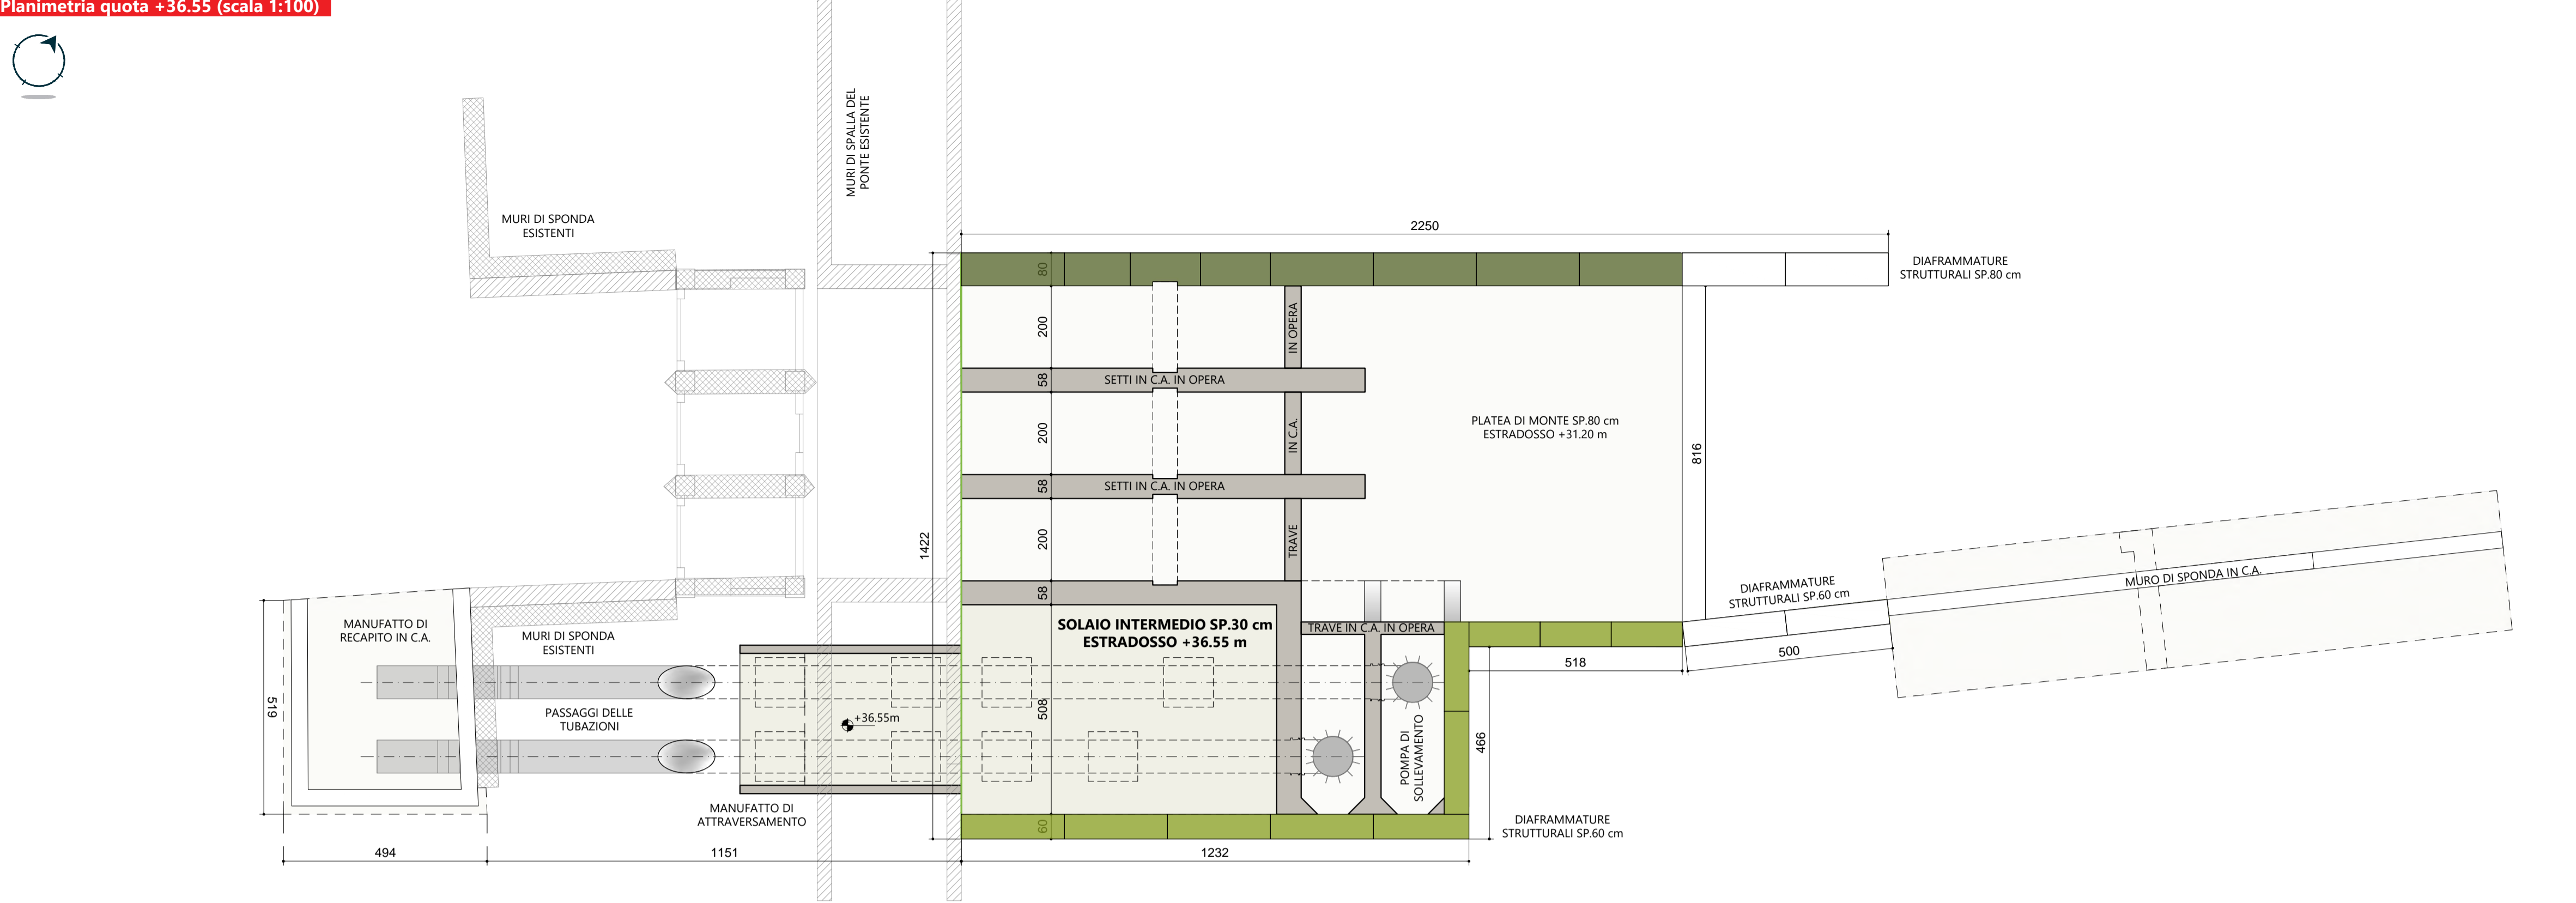 Planimetria quota +36.55 (scala 1:100)
MURI DI SPALLA DEL
PONTE ESISTENTE
MURI DI SPONDA
ESISTENTI
2250
DIAFRAMMATURE
STRUTTURALI SP.80 cm
80
200
IN OPERA
58
SETTI IN C.A. IN OPERA
200
IN C.A.
PLATEA DI MONTE SP.80 cm
ESTRADOSSO +31.20 m
816
58
SETTI IN C.A. IN OPERA
1422
200
TRAVE
58
DIAFRAMMATURE
STRUTTURALI SP.60 cm
MURO DI SPONDA IN C.A.
MANUFATTO DI
RECAPITO IN C.A.
MURI DI SPONDA
ESISTENTI
SOLAIO INTERMEDIO SP.30 cm
ESTRADOSSO +36.55 m
TRAVE IN C.A. IN OPERA
518
500
519
PASSAGGI DELLE
TUBAZIONI
+36.55m
508
POMPA DI
SOLLEVAMENTO
466
MANUFATTO DI
ATTRAVERSAMENTO
60
DIAFRAMMATURE
STRUTTURALI SP.60 cm
494
1151
1232